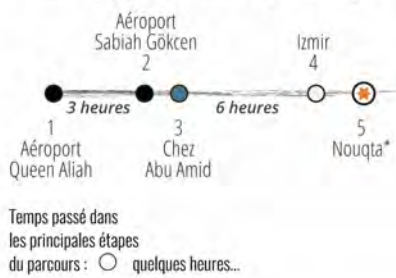 Aéroport
Sabiah Gökcen
2
Izmir
4
3 heures
6 heures
1
Aéroport
Queen Aliah
3
Chez
Abu Amid
5
Nouqta*
Temps passé dans
les principales étapes
du parcours : quelques heures...